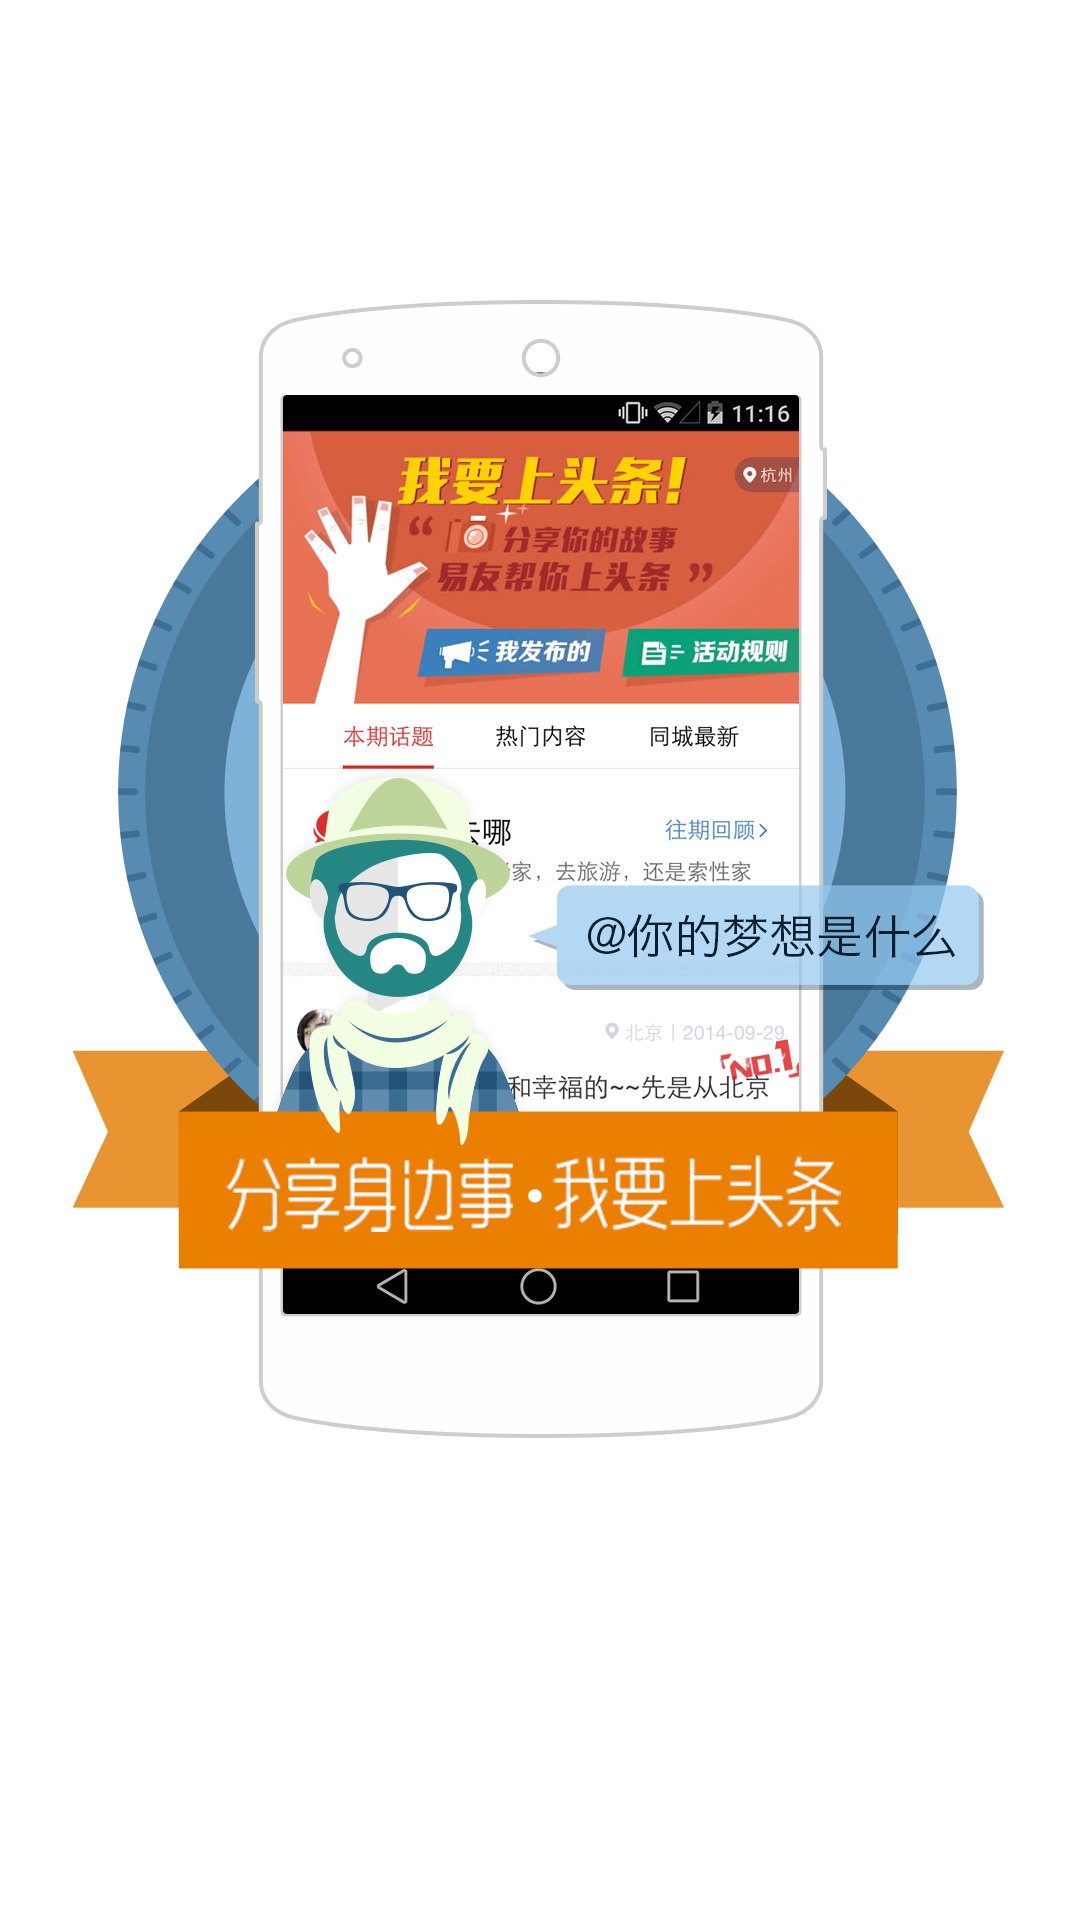 11:16
我要上头条!
杭州
“ 分享你的故事
易友帮你上头条 ”
我发布的 活动规则
本期话题 热门内容 同城最新
去哪 往期回顾>
家，去旅游，还是索性家
@你的梦想是什么
北京 | 2014-09-29
NO.1
和幸福的~~先是从北京
分享身边事·我要上头条